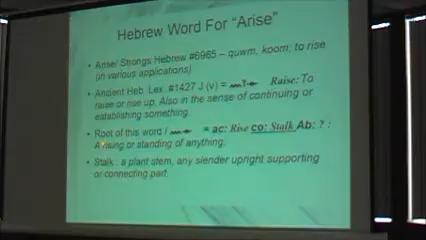 Hebrew Word For "Arise"
• Arise/ Strongs Hebrew #6965 - quwm, koom; to rise
(in various applications)
• Ancient Heb. Lex. #1427 J (v) = Raise: To
raise or rise up. Also in the sense of continuing or
establishing something.
• Root of this word / = ac: Rise co: Stalk Ab: ? :
A rising or standing of anything.
• Stalk : a plant stem, any slender upright supporting
or connecting part.